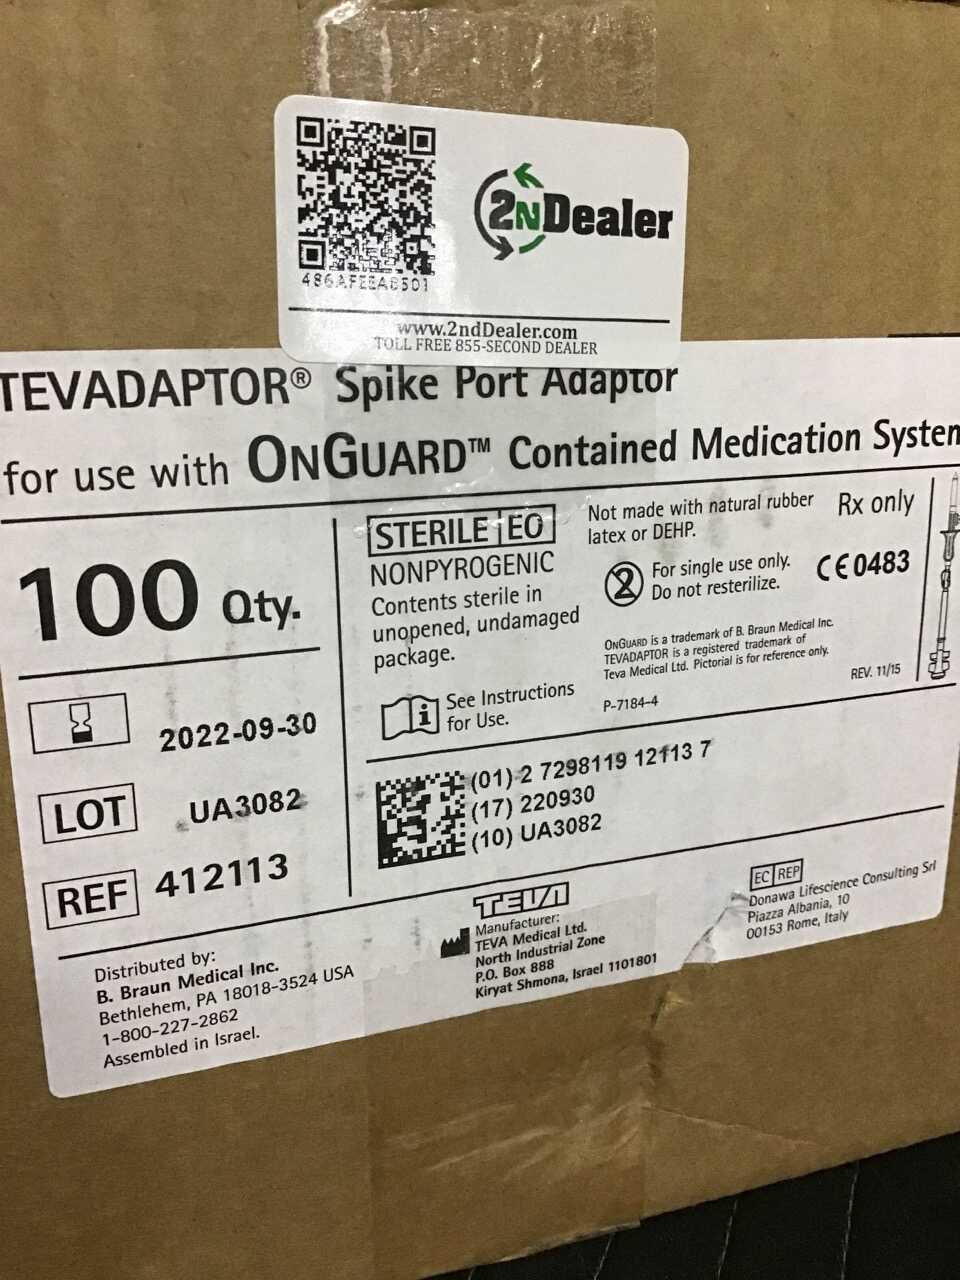 486AFEEA8501
2NDealer
www.2ndDealer.com
TOLL FREE 855-SECOND DEALER
TEVADAPTOR® Spike Port Adaptor
for use with ONGUARD™ Contained Medication System
100 Qty.
STERILE EO
NONPYROGENIC
Contents sterile in
unopened, undamaged
package.
See Instructions
for Use.
Not made with natural rubber
latex or DEHP.
Rx only
2
For single use only.
Do not resterilize.
CE0483
ONGUARD is a trademark of B. Braun Medical Inc.
TEVADAPTOR is a registered trademark of
Teva Medical Ltd. Pictorial is for reference only.
P-7184-4
REV. 11/15
2022-09-30
LOT UA3082
REF 412113
(01) 2 7298119 12113 7
(17) 220930
(10) UA3082
Distributed by:
B. Braun Medical Inc.
Bethlehem, PA 18018-3524 USA
1-800-227-2862
Assembled in Israel.
TEVA
Manufacturer:
TEVA Medical Ltd.
North Industrial Zone
P.O. Box 888
Kiryat Shmona, Israel 1101801
EC REP
Donawa Lifescience Consulting Srl
Piazza Albania, 10
00153 Rome, Italy